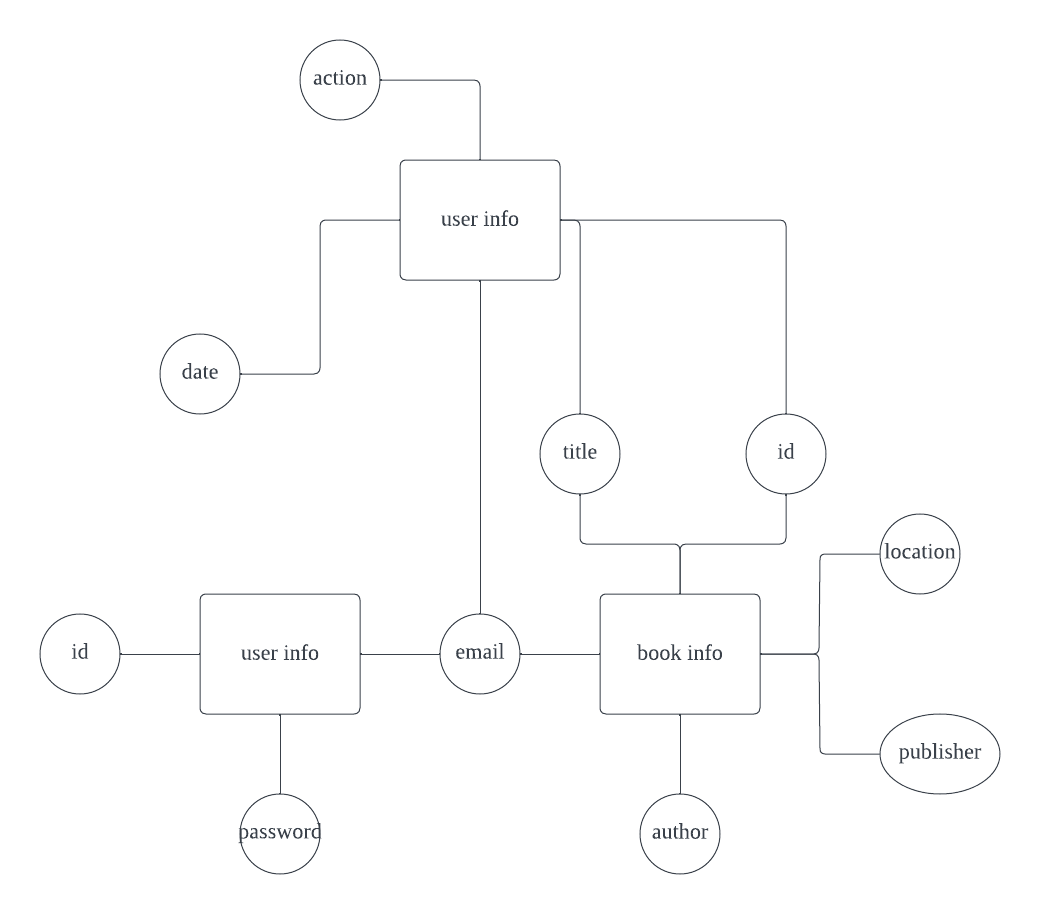 action
user info
date
title
id
location
id
user info
email
book info
publisher
password
author